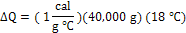 ΔQ = ( 1 cal/g ℃ )(40,000 g) (18 ℃)